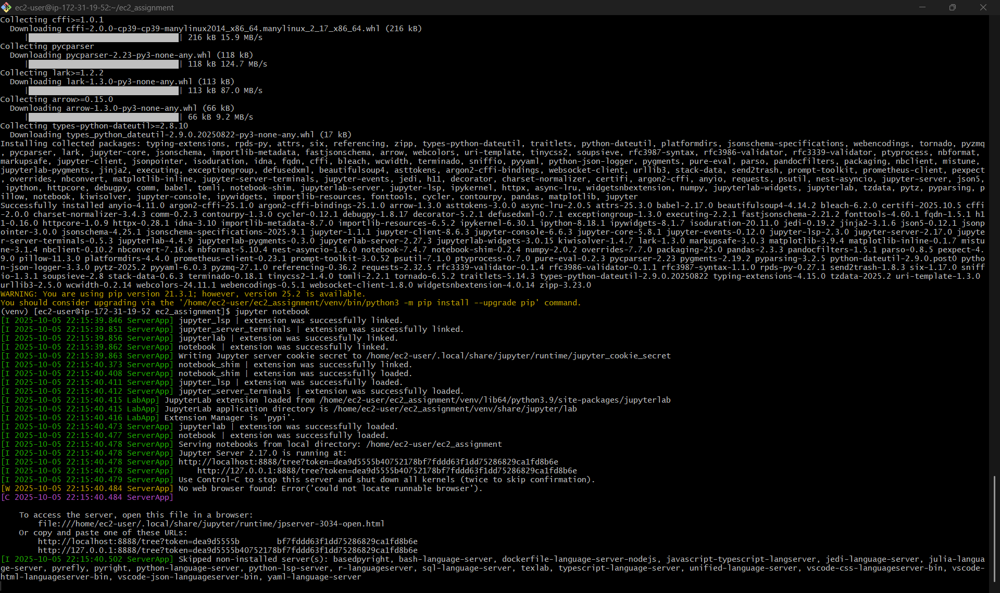 ec2-user@ip-172-31-19-52:~/ec2_assignment
Collecting cffi>=1.0.1
  Downloading cffi-2.0.0-cp39-cp39-manylinux2014_x86_64.manylinux_2_17_x86_64.whl (216 kB)
     |████████████████████████████████| 216 kB 15.9 MB/s
Collecting pycparser
  Downloading pycparser-2.23-py3-none-any.whl (118 kB)
     |████████████████████████████████| 118 kB 124.7 MB/s
Collecting lark>=1.2.2
  Downloading lark-1.3.0-py3-none-any.whl (113 kB)
     |████████████████████████████████| 113 kB 87.0 MB/s
Collecting arrow>=0.15.0
  Downloading arrow-1.3.0-py3-none-any.whl (66 kB)
     |████████████████████████████████| 66 kB 9.2 MB/s
Collecting types-python-dateutil>=2.8.10
  Downloading types_python_dateutil-2.9.0.20250822-py3-none-any.whl (17 kB)
Installing collected packages: typing-extensions, rpds-py, attrs, six, referencing, zipp, types-python-dateutil, traitlets, python-dateutil, platformdirs, jsonschema-specifications, webencodings, tornado, pyzmq
, pycparser, lark, jupyter-core, jsonschema, importlib-metadata, fastjsonschema, arrow, webcolors, uri-template, tinycss2, soupsieve, rfc3987-syntax, rfc3986-validator, rfc3339-validator, ptyprocess, nbformat,
markupsafe, jupyter-client, jsonpointer, isoduration, idna, fqdn, cffi, bleach, wcwidth, terminado, sniffio, pyyaml, python-json-logger, pygments, pure-eval, parso, pandocfilters, packaging, nbclient, mistune,
jupyterlab-pygments, jinja2, executing, exceptiongroup, defusedxml, beautifulsoup4, asttokens, argon2-cffi-bindings, websocket-client, urllib3, stack-data, send2trash, prompt-toolkit, prometheus-client, pexpect
, overrides, nbconvert, matplotlib-inline, jupyter-server-terminals, jupyter-events, jedi, h11, decorator, charset-normalizer, certifi, argon2-cffi, anyio, requests, psutil, nest-asyncio, jupyter-server, json5,
 ipython, httpcore, debugpy, comm, babel, tomli, notebook-shim, jupyterlab-server, jupyter-lsp, ipykernel, httpx, async-lru, widgetsnbextension, numpy, jupyterlab-widgets, jupyterlab, tzdata, pytz, pyparsing, p
illow, notebook, kiwisolver, jupyter-console, ipywidgets, importlib-resources, fonttools, cycler, contourpy, pandas, matplotlib, jupyter
Successfully installed anyio-4.11.0 argon2-cffi-25.1.0 argon2-cffi-bindings-25.1.0 arrow-1.3.0 asttokens-3.0.0 async-lru-2.0.5 attrs-25.3.0 babel-2.17.0 beautifulsoup4-4.14.2 bleach-6.2.0 certifi-2025.10.5 cffi
-2.0.0 charset-normalizer-3.4.3 comm-0.2.3 contourpy-1.3.0 cycler-0.12.1 debugpy-1.8.17 decorator-5.2.1 defusedxml-0.7.1 exceptiongroup-1.3.0 executing-2.2.1 fastjsonschema-2.21.2 fonttools-4.60.1 fqdn-1.5.1 h1
1-0.16.0 httpcore-1.0.9 httpx-0.28.1 idna-3.10 importlib-metadata-8.7.0 importlib-resources-6.5.2 ipykernel-6.30.1 ipython-8.18.1 ipywidgets-8.1.7 isoduration-20.11.0 jedi-0.19.2 jinja2-3.1.6 json5-0.12.1 jsonp
ointer-3.0.0 jsonschema-4.25.1 jsonschema-specifications-2025.9.1 jupyter-1.1.1 jupyter-client-8.6.3 jupyter-console-6.6.3 jupyter-core-5.8.1 jupyter-events-0.12.0 jupyter-lsp-2.3.0 jupyter-server-2.17.0 jupyte
r-server-terminals-0.5.3 jupyterlab-4.4.9 jupyterlab-pygments-0.3.0 jupyterlab-server-2.27.3 jupyterlab-widgets-3.0.15 kiwisolver-1.4.7 lark-1.3.0 markupsafe-3.0.3 matplotlib-3.9.4 matplotlib-inline-0.1.7 mistu
ne-3.1.4 nbclient-0.10.2 nbconvert-7.16.6 nbformat-5.10.4 nest-asyncio-1.6.0 notebook-7.4.7 notebook-shim-0.2.4 numpy-2.0.2 overrides-7.7.0 packaging-25.0 pandas-2.3.3 pandocfilters-1.5.1 parso-0.8.5 pexpect-4.
9.0 pillow-11.3.0 platformdirs-4.4.0 prometheus-client-0.23.1 prompt-toolkit-3.0.52 psutil-7.1.0 ptyprocess-0.7.0 pure-eval-0.2.3 pycparser-2.23 pygments-2.19.2 pyparsing-3.2.5 python-dateutil-2.9.0.post0 pytho
n-json-logger-3.3.0 pytz-2025.2 pyyaml-6.0.3 pyzmq-27.1.0 referencing-0.36.2 requests-2.32.5 rfc3339-validator-0.1.4 rfc3986-validator-0.1.1 rfc3987-syntax-1.1.0 rpds-py-0.27.1 send2trash-1.8.3 six-1.17.0 sniff
io-1.3.1 soupsieve-2.8 stack-data-0.6.3 terminado-0.18.1 tinycss2-1.4.0 tomli-2.2.1 tornado-6.5.2 traitlets-5.14.3 types-python-dateutil-2.9.0.20250822 typing-extensions-4.15.0 tzdata-2025.2 uri-template-1.3.0
urllib3-2.5.0 wcwidth-0.2.14 webcolors-24.11.1 webencodings-0.5.1 websocket-client-1.8.0 widgetsnbextension-4.0.14 zipp-3.23.0
WARNING: You are using pip version 21.3.1; however, version 25.2 is available.
You should consider upgrading via the '/home/ec2-user/ec2_assignment/venv/bin/python3 -m pip install --upgrade pip' command.
(venv) [ec2-user@ip-172-31-19-52 ec2_assignment]$ jupyter notebook
[I 2025-10-05 22:15:39.846 ServerApp] jupyter_lsp | extension was successfully linked.
[I 2025-10-05 22:15:39.851 ServerApp] jupyter_server_terminals | extension was successfully linked.
[I 2025-10-05 22:15:39.856 ServerApp] jupyterlab | extension was successfully linked.
[I 2025-10-05 22:15:39.862 ServerApp] notebook | extension was successfully linked.
[I 2025-10-05 22:15:39.863 ServerApp] Writing Jupyter server cookie secret to /home/ec2-user/.local/share/jupyter/runtime/jupyter_cookie_secret
[I 2025-10-05 22:15:40.373 ServerApp] notebook_shim | extension was successfully linked.
[I 2025-10-05 22:15:40.408 ServerApp] notebook_shim | extension was successfully loaded.
[I 2025-10-05 22:15:40.411 ServerApp] jupyter_lsp | extension was successfully loaded.
[I 2025-10-05 22:15:40.412 ServerApp] jupyter_server_terminals | extension was successfully loaded.
[I 2025-10-05 22:15:40.415 LabApp] JupyterLab extension loaded from /home/ec2-user/ec2_assignment/venv/lib64/python3.9/site-packages/jupyterlab
[I 2025-10-05 22:15:40.415 LabApp] JupyterLab application directory is /home/ec2-user/ec2_assignment/venv/share/jupyter/lab
[I 2025-10-05 22:15:40.416 LabApp] Extension Manager is 'pypi'.
[I 2025-10-05 22:15:40.473 ServerApp] jupyterlab | extension was successfully loaded.
[I 2025-10-05 22:15:40.477 ServerApp] notebook | extension was successfully loaded.
[I 2025-10-05 22:15:40.478 ServerApp] Serving notebooks from local directory: /home/ec2-user/ec2_assignment
[I 2025-10-05 22:15:40.478 ServerApp] Jupyter Server 2.17.0 is running at:
[I 2025-10-05 22:15:40.478 ServerApp] http://localhost:8888/tree?token=dea9d5555b40752178bf7fddd63f1dd75286829ca1fd8b6e
[I 2025-10-05 22:15:40.478 ServerApp]     http://127.0.0.1:8888/tree?token=dea9d5555b40752178bf7fddd63f1dd75286829ca1fd8b6e
[I 2025-10-05 22:15:40.479 ServerApp] Use Control-C to stop this server and shut down all kernels (twice to skip confirmation).
[W 2025-10-05 22:15:40.484 ServerApp] No web browser found: Error('could not locate runnable browser').
[C 2025-10-05 22:15:40.484 ServerApp]
    To access the server, open this file in a browser:
        file:///home/ec2-user/.local/share/jupyter/runtime/jpserver-3034-open.html
    Or copy and paste one of these URLs:
        http://localhost:8888/tree?token=dea9d5555b        bf7fddd63f1dd75286829ca1fd8b6e
        http://127.0.0.1:8888/tree?token=dea9d5555b40752178bf7fddd63f1dd75286829ca1fd8b6e
[I 2025-10-05 22:15:40.502 ServerApp] Skipped non-installed server(s): basedpyright, bash-language-server, dockerfile-language-server-nodejs, javascript-typescript-langserver, jedi-language-server, julia-langua
ge-server, pyrefly, pyright, python-language-server, python-lsp-server, r-languageserver, sql-language-server, texlab, typescript-language-server, unified-language-server, vscode-css-languageserver-bin, vscode-
html-languageserver-bin, vscode-json-languageserver-bin, yaml-language-server